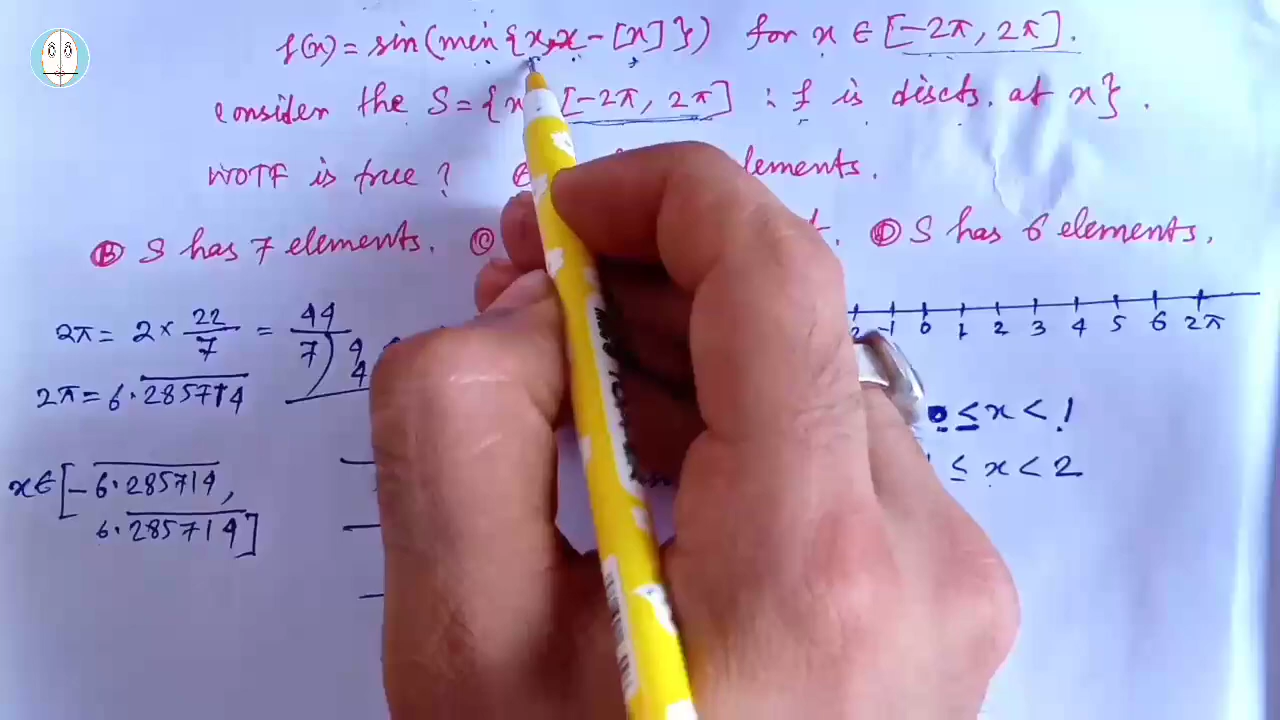 f(x) = sin(min{x, x - [x]}) for x ∈ [-2π, 2π].
consider the S = {x [-2π, 2π] : f is discts. at x}.
WOTF is true? elements.
Ⓑ S has 7 elements. Ⓒ Ⓓ S has 6 elements.
2π = 2 × 22/7 = 44/7
2π = 6.285714
-1 0 1 2 3 4 5 6 2π
0 ≤ x < 1
≤ x < 2
x ∈ [-6.285714,
6.285714]